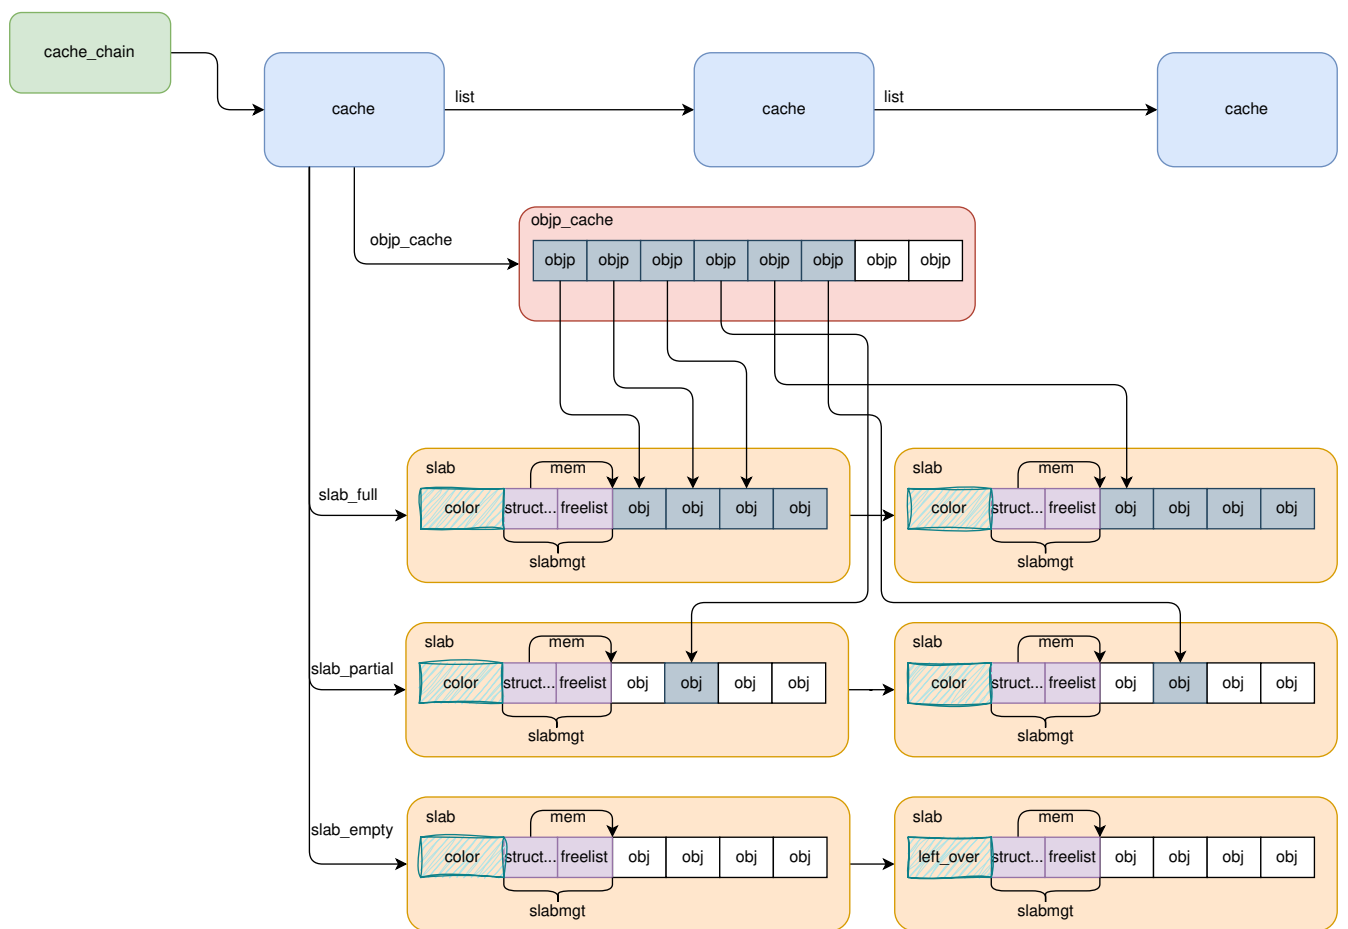 cache_chain
cache
list
cache
list
cache
objp_cache
objp_cache
objp objp objp objp objp objp objp objp
slab_full
slab
mem
color struct... freelist obj obj obj obj
slabmgt
slab
mem
color struct... freelist obj obj obj obj
slabmgt
slab_partial
slab
mem
color struct... freelist obj obj obj obj
slabmgt
slab
mem
color struct... freelist obj obj obj obj
slabmgt
slab_empty
slab
mem
color struct... freelist obj obj obj obj
slabmgt
slab
mem
left_over struct... freelist obj obj obj obj
slabmgt